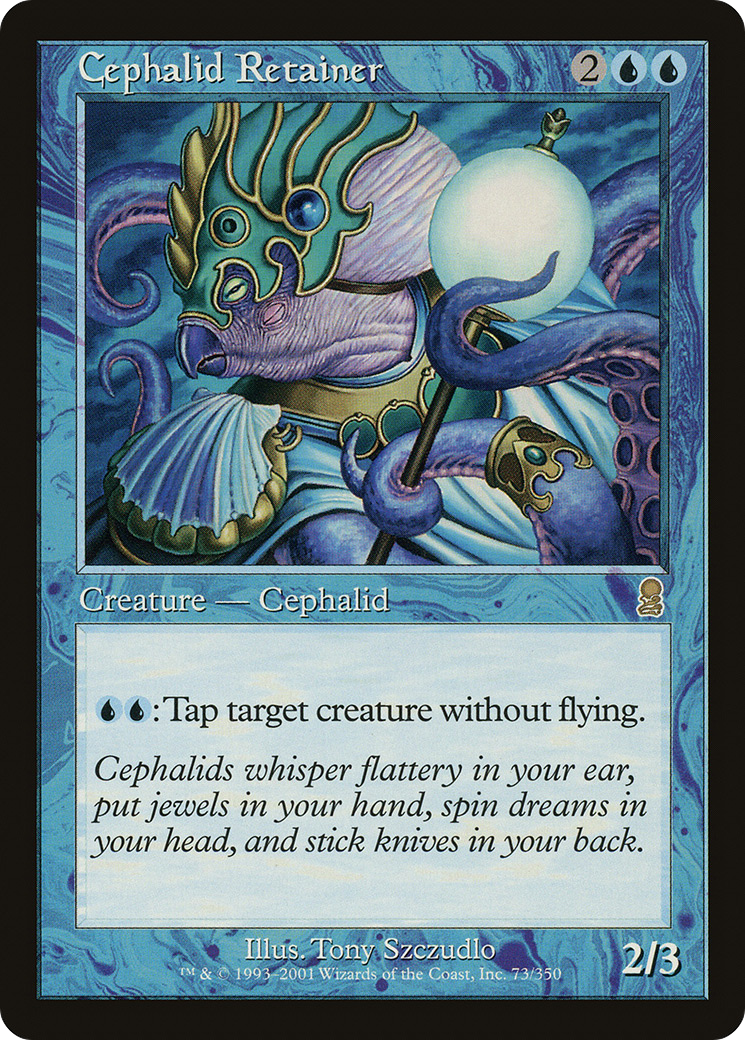 Cephalid Retainer 2
Creature — Cephalid
:Tap target creature without flying.
Cephalids whisper flattery in your ear,
put jewels in your hand, spin dreams in
your head, and stick knives in your back.
Illus. Tony Szczudlo
™ & © 1993–2001 Wizards of the Coast, Inc. 73/350
2/3